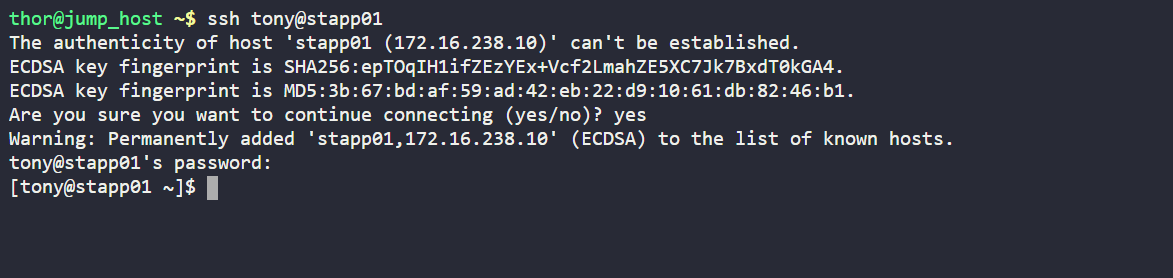 thor@jump_host ~$ ssh tony@stapp01
The authenticity of host 'stapp01 (172.16.238.10)' can't be established.
ECDSA key fingerprint is SHA256:epTOqIH1ifZEzYEx+Vcf2LmahZE5XC7Jk7BxdT0kGA4.
ECDSA key fingerprint is MD5:3b:67:bd:af:59:ad:42:eb:22:d9:10:61:db:82:46:b1.
Are you sure you want to continue connecting (yes/no)? yes
Warning: Permanently added 'stapp01,172.16.238.10' (ECDSA) to the list of known hosts.
tony@stapp01's password:
[tony@stapp01 ~]$